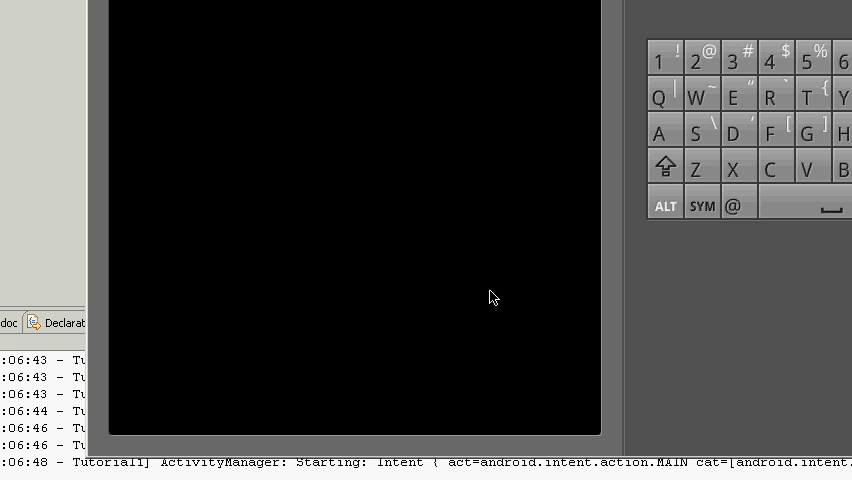 1 ! 2 @ 3 # 4 $ 5 % 6
Q | W ~ E " R ` T { Y
A S \ D ' F [ G ] H
Z X C V B
ALT SYM @
doc Declarat
:06:43 - Tu
:06:43 - Tu
:06:43 - Tu
:06:44 - Tu
:06:46 - Tu
:06:46 - Tu
:06:48 - Tutorial1] ActivityManager: Starting: Intent { act=android.intent.action.MAIN cat=[android.intent.